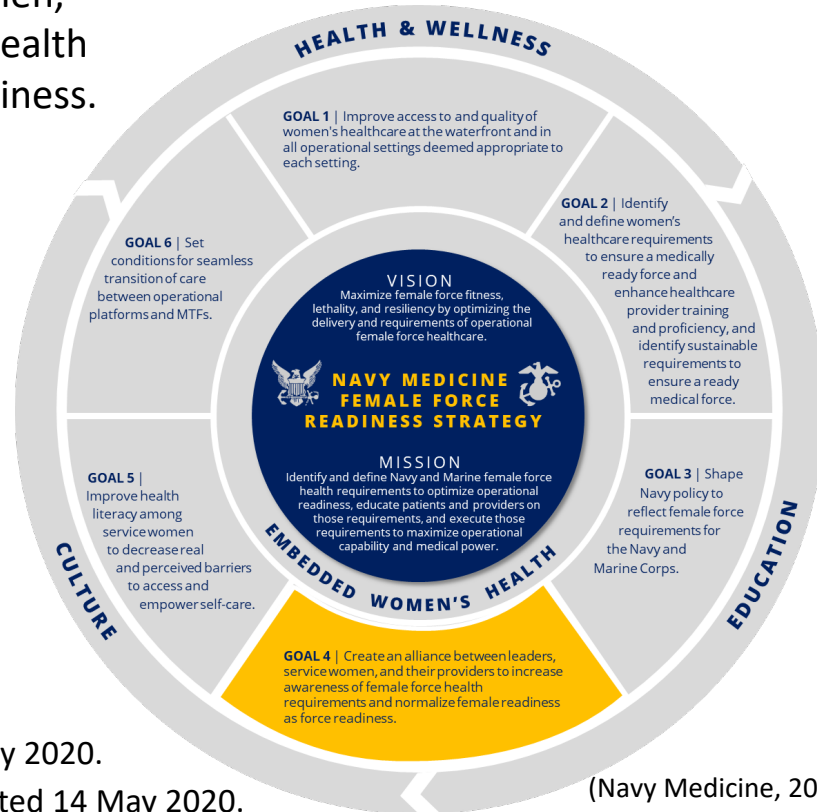 ealth
iness.
HEALTH & WELLNESS
GOAL 1 | Improve access to and quality of
women's healthcare at the waterfront and in
all operational settings deemed appropriate to
each setting.
GOAL 2 | Identify
and define women's
healthcare requirements
to ensure a medically
ready force and
enhance healthcare
provider training
and proficiency, and
identify sustainable
requirements to
ensure a ready
medical force.
GOAL 6 | Set
conditions for seamless
transition of care
between operational
platforms and MTFs.
VISION
Maximize female force fitness,
lethality, and resiliency by optimizing the
delivery and requirements of operational
female force healthcare.
NAVY MEDICINE
FEMALE FORCE
READINESS STRATEGY
MISSION
Identify and define Navy and Marine female force
health requirements to optimize operational
readiness, educate patients and providers on
those requirements, and execute those
requirements to maximize operational
capability and medical power.
EMBEDDED WOMEN'S HEALTH
GOAL 3 | Shape
Navy policy to
reflect female force
requirements for
the Navy and
Marine Corps.
EDUCATION
GOAL 5 |
Improve health
literacy among
service women
to decrease real
and perceived barriers
to access and
empower self-care.
CULTURE
GOAL 4 | Create an alliance between leaders,
service women, and their providers to increase
awareness of female force health
requirements and normalize female readiness
as force readiness.
y 2020.
ted 14 May 2020.
(Navy Medicine, 20